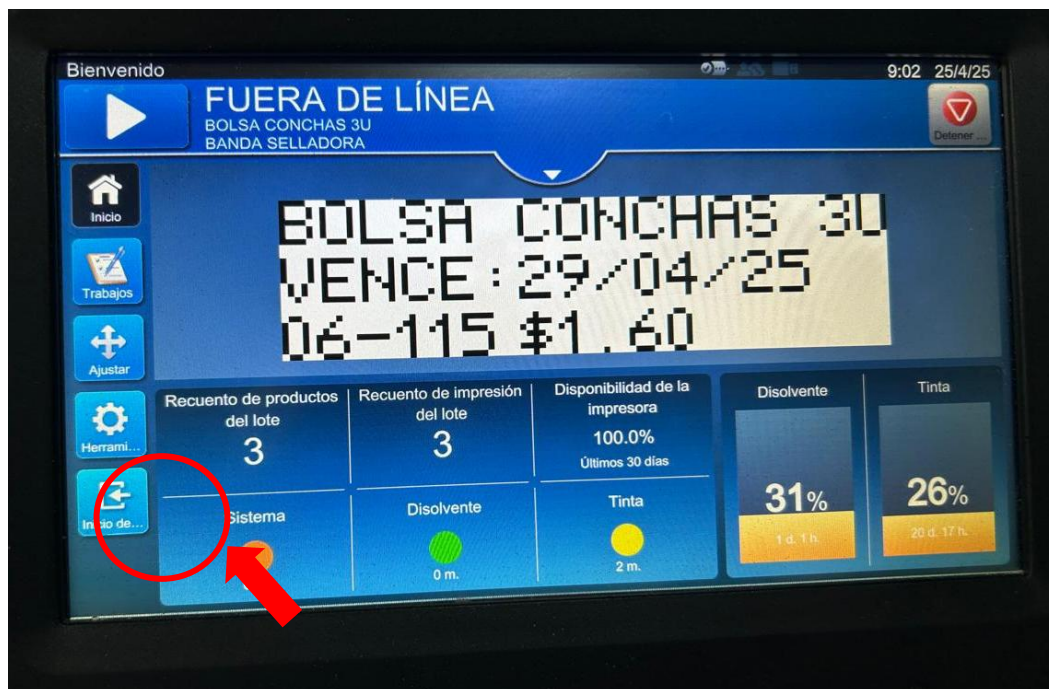 Bienvenido
9:02 25/4/25
FUERA DE LÍNEA
BOLSA CONCHAS 3U
BANDA SELLADORA
Detener ...
Inicio
Trabajos
Ajustar
Herrami...
Inicio de...
BOLSA CONCHAS 3U
VENCE:29/04/25
06-115 $1.60
Recuento de productos
del lote
3
Recuento de impresión
del lote
3
Disponibilidad de la
impresora
100.0%
Últimos 30 días
Sistema
Disolvente
0 m.
Tinta
2 m.
Disolvente
31%
1 d. 1 h.
Tinta
26%
20 d. 17 h.